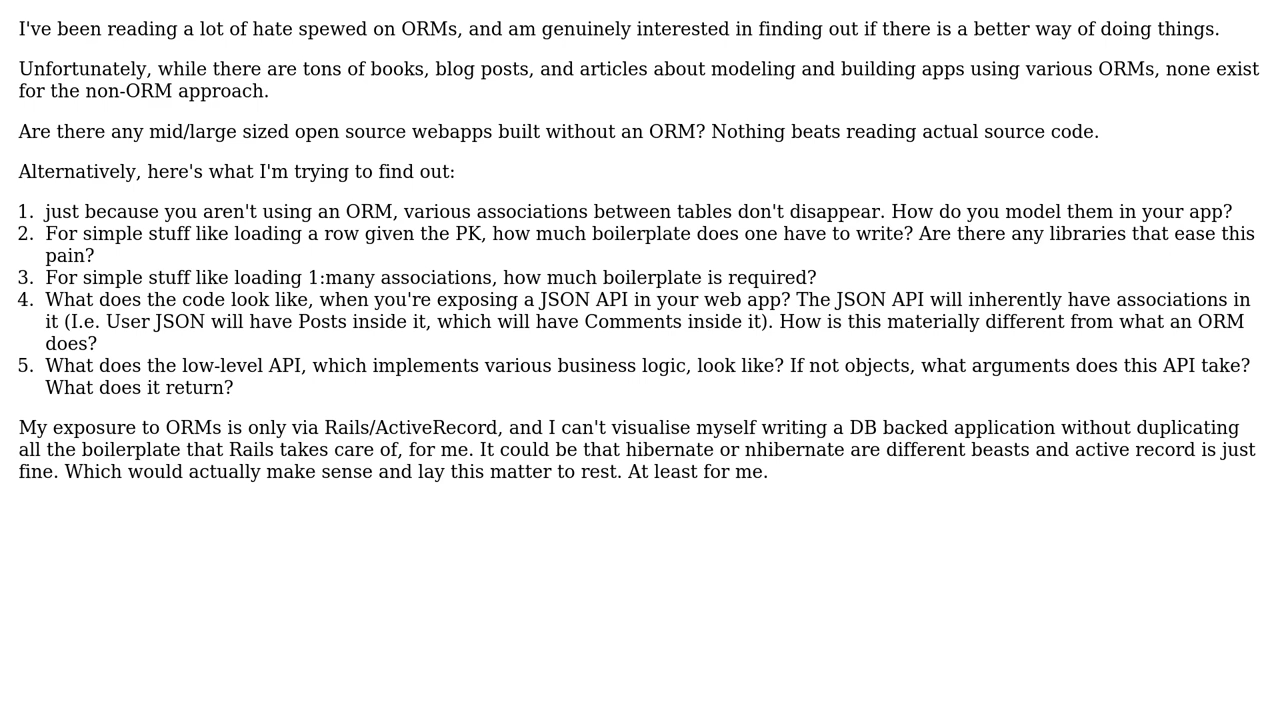 I've been reading a lot of hate spewed on ORMs, and am genuinely interested in finding out if there is a better way of doing things.
Unfortunately, while there are tons of books, blog posts, and articles about modeling and building apps using various ORMs, none exist
for the non-ORM approach.
Are there any mid/large sized open source webapps built without an ORM? Nothing beats reading actual source code.
Alternatively, here's what I'm trying to find out:
1. just because you aren't using an ORM, various associations between tables don't disappear. How do you model them in your app?
2. For simple stuff like loading a row given the PK, how much boilerplate does one have to write? Are there any libraries that ease this
pain?
3. For simple stuff like loading 1:many associations, how much boilerplate is required?
4. What does the code look like, when you're exposing a JSON API in your web app? The JSON API will inherently have associations in
it (I.e. User JSON will have Posts inside it, which will have Comments inside it). How is this materially different from what an ORM
does?
5. What does the low-level API, which implements various business logic, look like? If not objects, what arguments does this API take?
What does it return?
My exposure to ORMs is only via Rails/ActiveRecord, and I can't visualise myself writing a DB backed application without duplicating
all the boilerplate that Rails takes care of, for me. It could be that hibernate or nhibernate are different beasts and active record is just
fine. Which would actually make sense and lay this matter to rest. At least for me.